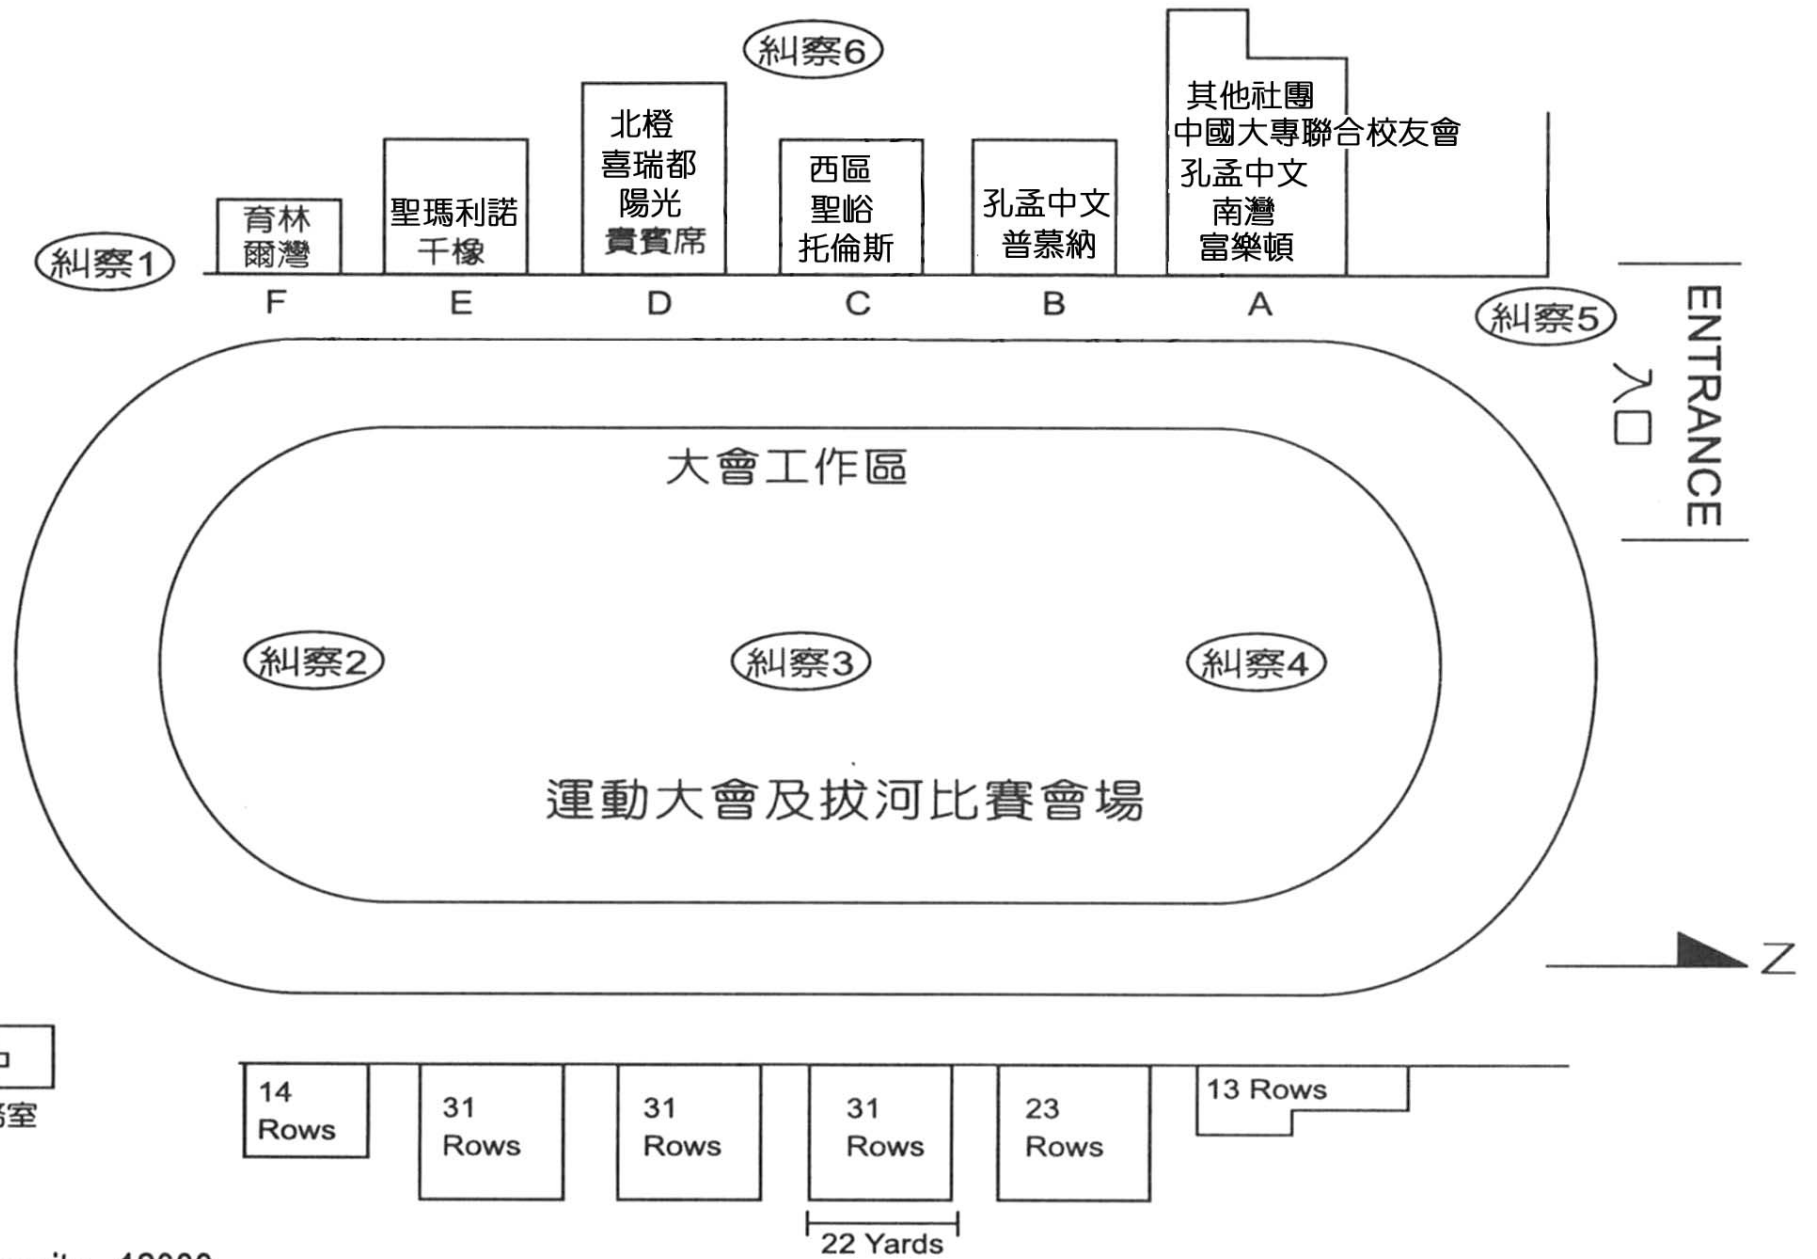 糾察6
其他社團
中國大專聯合校友會
孔孟中文
南灣
富樂頓
北橙
喜瑞都
陽光
貴賓席
西區
聖峪
托倫斯
孔孟中文
普慕納
聖瑪利諾
千橡
育林
爾灣
糾察1
F
E
D
C
B
A
糾察5
ENTRANCE
入口
大會工作區
糾察2
糾察3
糾察4
運動大會及拔河比賽會場
N
14
Rows
31
Rows
31
Rows
31
Rows
23
Rows
13 Rows
室
22 Yards